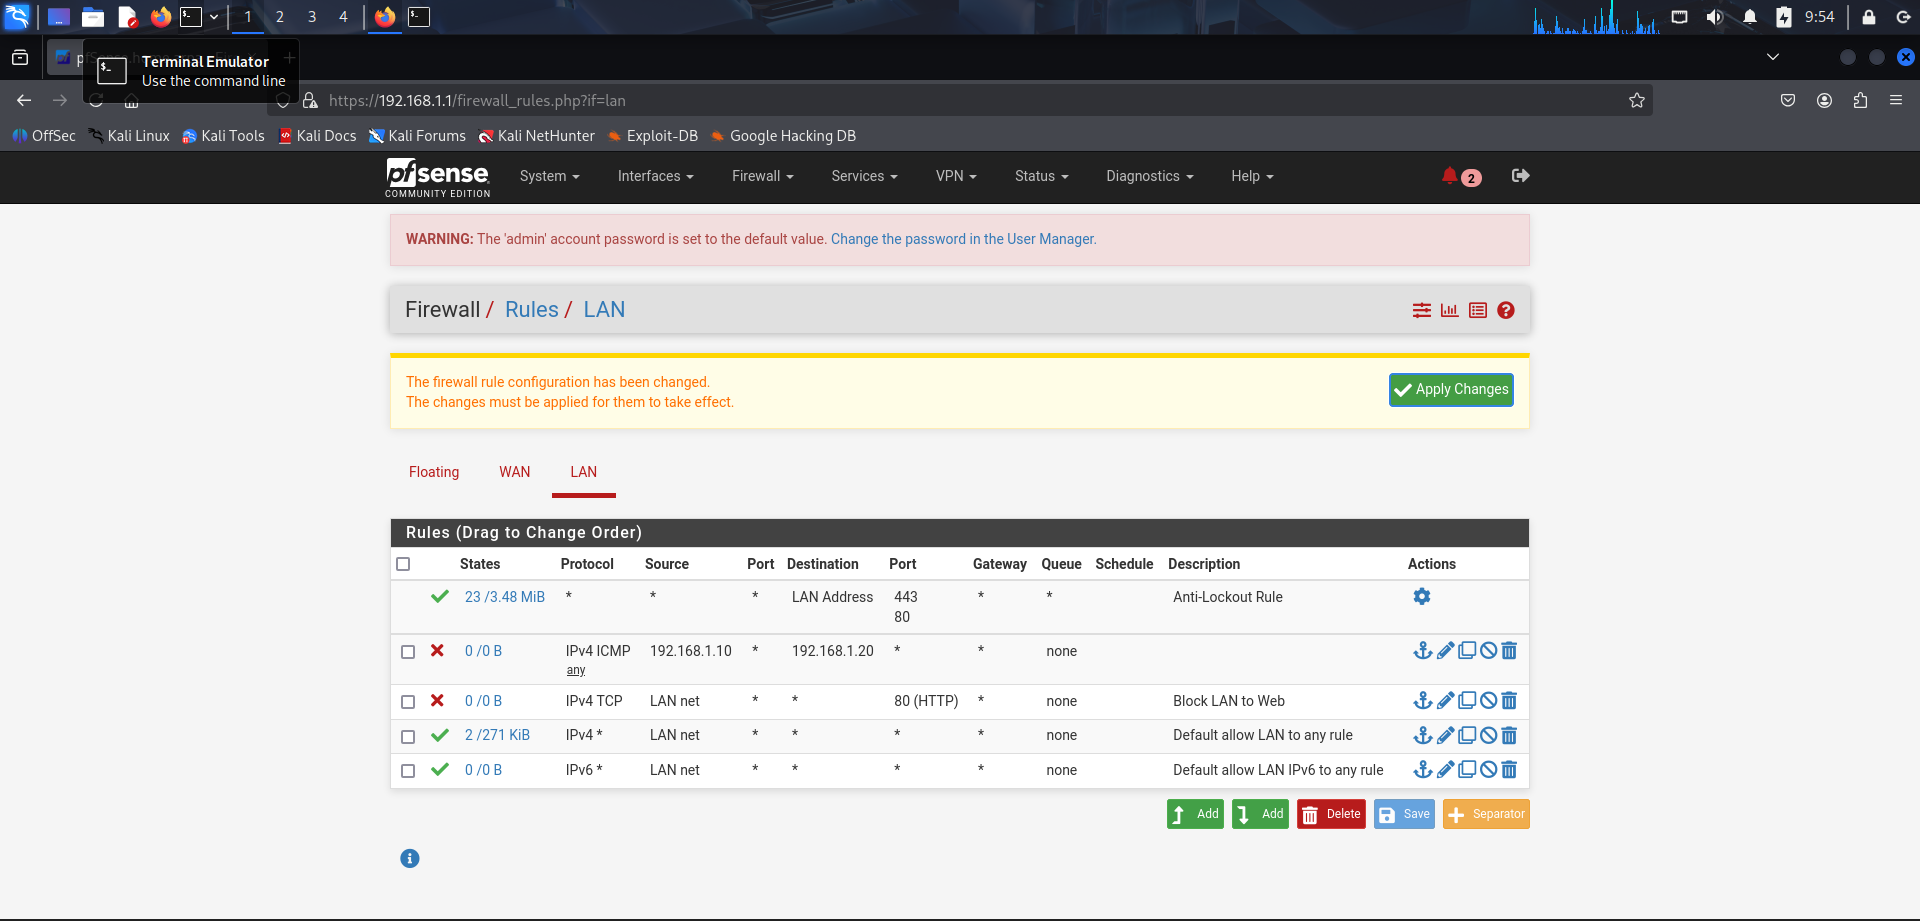 1 2 3 4 9:54
Terminal Emulator
Use the command line
https://192.168.1.1/firewall_rules.php?if=lan
OffSec Kali Linux Kali Tools Kali Docs Kali Forums Kali NetHunter Exploit-DB Google Hacking DB
pfsense
COMMUNITY EDITION
System Interfaces Firewall Services VPN Status Diagnostics Help 2
WARNING: The 'admin' account password is set to the default value. Change the password in the User Manager.
Firewall / Rules / LAN
The firewall rule configuration has been changed.
The changes must be applied for them to take effect.
Apply Changes
Floating WAN LAN
Rules (Drag to Change Order)
States Protocol Source Port Destination Port Gateway Queue Schedule Description Actions
23 /3.48 MiB * * * LAN Address 443 * * Anti-Lockout Rule
80
0 /0 B IPv4 ICMP 192.168.1.10 * 192.168.1.20 * * none
any
0 /0 B IPv4 TCP LAN net * * 80 (HTTP) * none Block LAN to Web
2 /271 KiB IPv4 * LAN net * * * * none Default allow LAN to any rule
0 /0 B IPv6 * LAN net * * * * none Default allow LAN IPv6 to any rule
Add Add Delete Save Separator